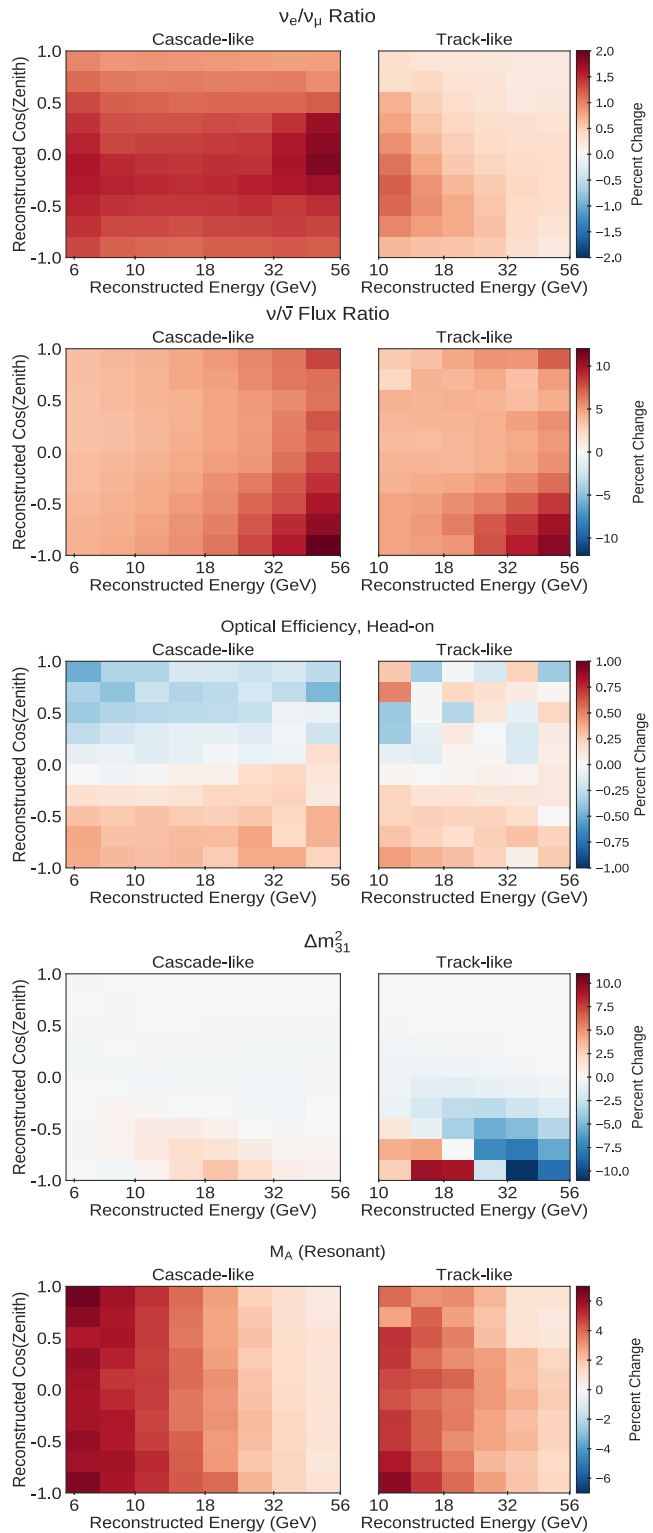 νe/νμ Ratio
Cascade-like
Track-like
Reconstructed Cos(Zenith)
1.0
0.5
0.0
-0.5
-1.0
6 10 18 32 56
10 18 32 56
Reconstructed Energy (GeV)
Reconstructed Energy (GeV)
2.0
1.5
1.0
0.5
0.0
−0.5
−1.0
−1.5
−2.0
Percent Change
ν/ν̄ Flux Ratio
Cascade-like
Track-like
Reconstructed Cos(Zenith)
1.0
0.5
0.0
-0.5
-1.0
6 10 18 32 56
10 18 32 56
Reconstructed Energy (GeV)
Reconstructed Energy (GeV)
10
5
0
−5
−10
Percent Change
Optical Efficiency, Head-on
Cascade-like
Track-like
Reconstructed Cos(Zenith)
1.0
0.5
0.0
-0.5
-1.0
6 10 18 32 56
10 18 32 56
Reconstructed Energy (GeV)
Reconstructed Energy (GeV)
1.00
0.75
0.50
0.25
0.00
−0.25
−0.50
−0.75
−1.00
Percent Change
Δm²₃₁
Cascade-like
Track-like
Reconstructed Cos(Zenith)
1.0
0.5
0.0
-0.5
-1.0
6 10 18 32 56
10 18 32 56
Reconstructed Energy (GeV)
Reconstructed Energy (GeV)
10.0
7.5
5.0
2.5
0.0
−2.5
−5.0
−7.5
−10.0
Percent Change
M_A (Resonant)
Cascade-like
Track-like
Reconstructed Cos(Zenith)
1.0
0.5
0.0
-0.5
-1.0
6 10 18 32 56
10 18 32 56
Reconstructed Energy (GeV)
Reconstructed Energy (GeV)
6
4
2
0
−2
−4
−6
Percent Change